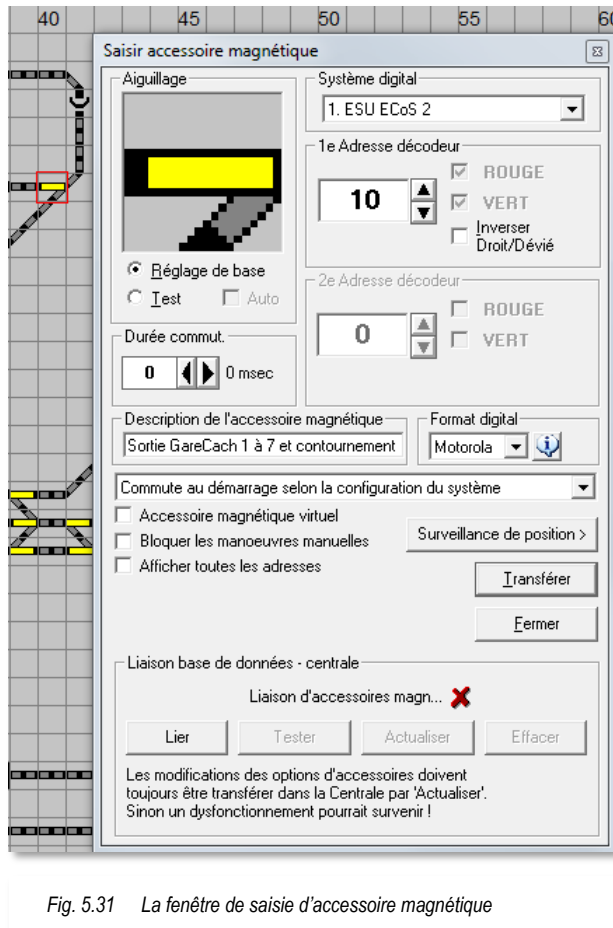 40 45 50 55 60
Saisir accessoire magnétique
Aiguillage
Réglage de base
Test Auto
Durée commut.
0 0 msec
Système digital
1. ESU ECoS 2
1e Adresse décodeur
10
ROUGE
VERT
Inverser
Droit/Dévié
2e Adresse décodeur
0
ROUGE
VERT
Description de l'accessoire magnétique
Sortie GareCach 1 à 7 et contournement
Format digital
Motorola
Commute au démarrage selon la configuration du système
Accessoire magnétique virtuel
Bloquer les manoeuvres manuelles
Afficher toutes les adresses
Surveillance de position >
Transférer
Fermer
Liaison base de données - centrale
Liaison d'accessoires magn...
Lier Tester Actualiser Effacer
Les modifications des options d'accessoires doivent
toujours être transférer dans la Centrale par 'Actualiser'.
Sinon un dysfonctionnement pourrait survenir !
Fig. 5.31 La fenêtre de saisie d'accessoire magnétique